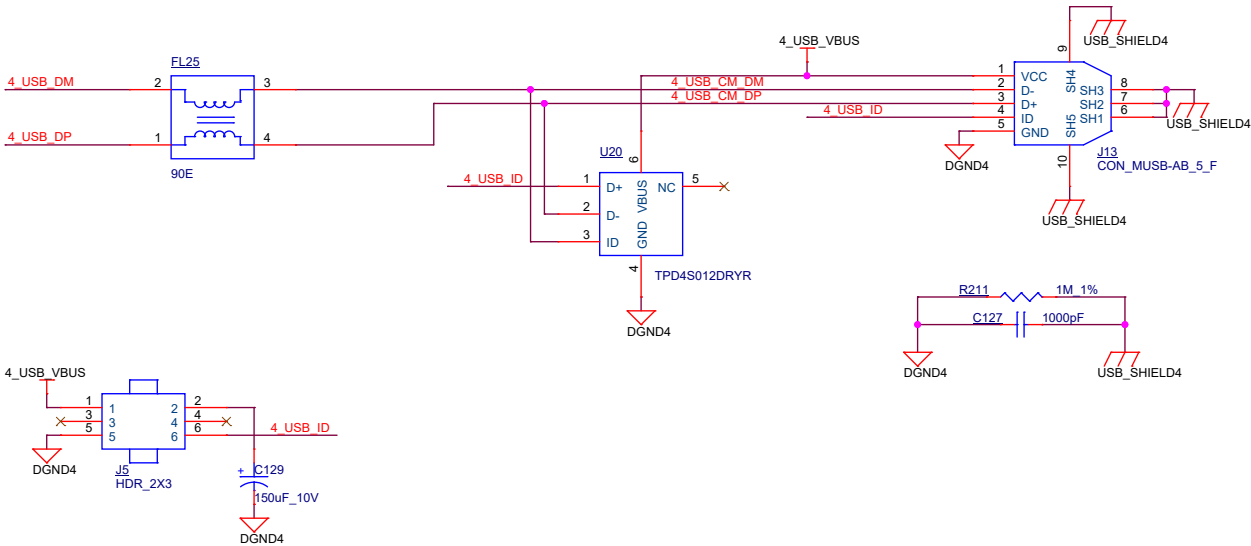 4_USB_VBUS
9
USB_SHIELD4
FL25
4_USB_DM
2
3
4_USB_CM_DM
4_USB_CM_DP
4_USB_ID
1
2
3
4
5
VCC
D-
D+
ID
GND
SH4
SH5
SH3
SH2
SH1
8
7
6
USB_SHIELD4
4_USB_DP
1
4
90E
DGND4
10
J13
CON_MUSB-AB_5_F
USB_SHIELD4
U20
6
4_USB_ID
1
D+
2
D-
3
ID
VBUS
GND
NC
5
4
TPD4S012DRYR
DGND4
R211
1M_1%
C127
1000pF
DGND4
USB_SHIELD4
4_USB_VBUS
1
3
5
1
3
5
2
4
6
2
4
6
4_USB_ID
DGND4
J5
HDR_2X3
+
C129
150uF_10V
DGND4